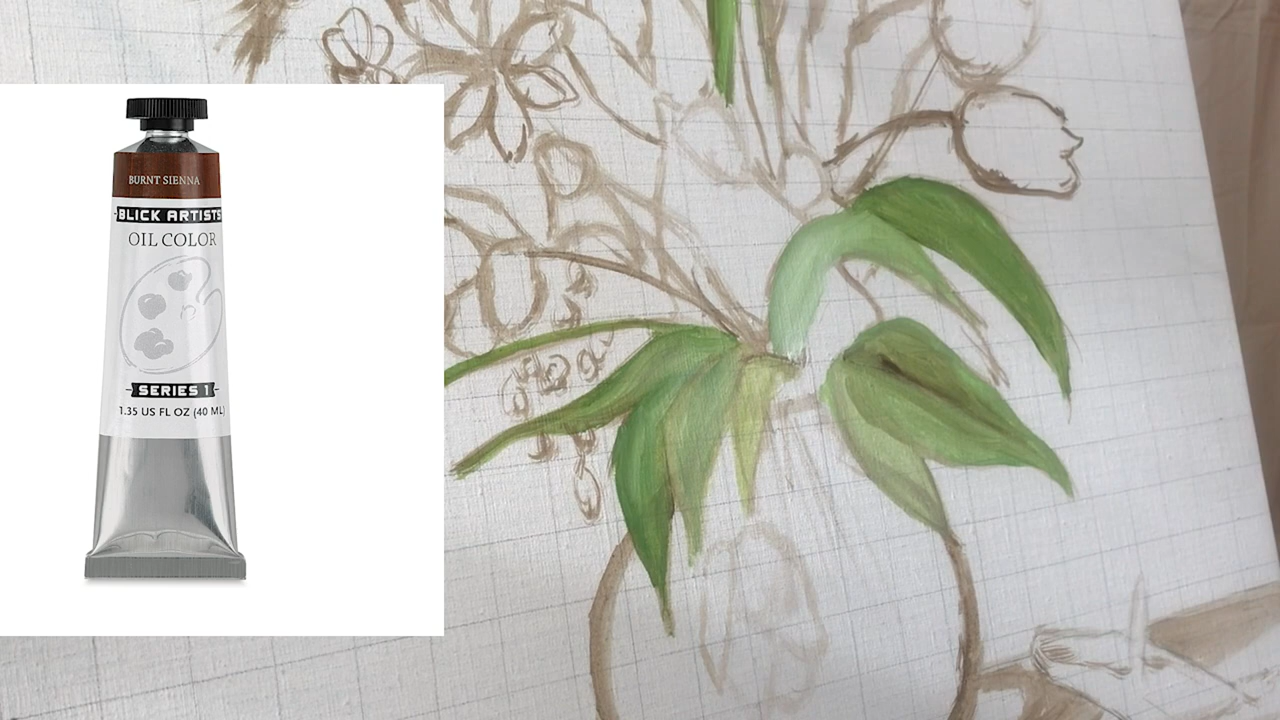 BURNT SIENNA
BLICK ARTISTS
OIL COLOR
SERIES 1
1.35 US FL OZ (40 ML)